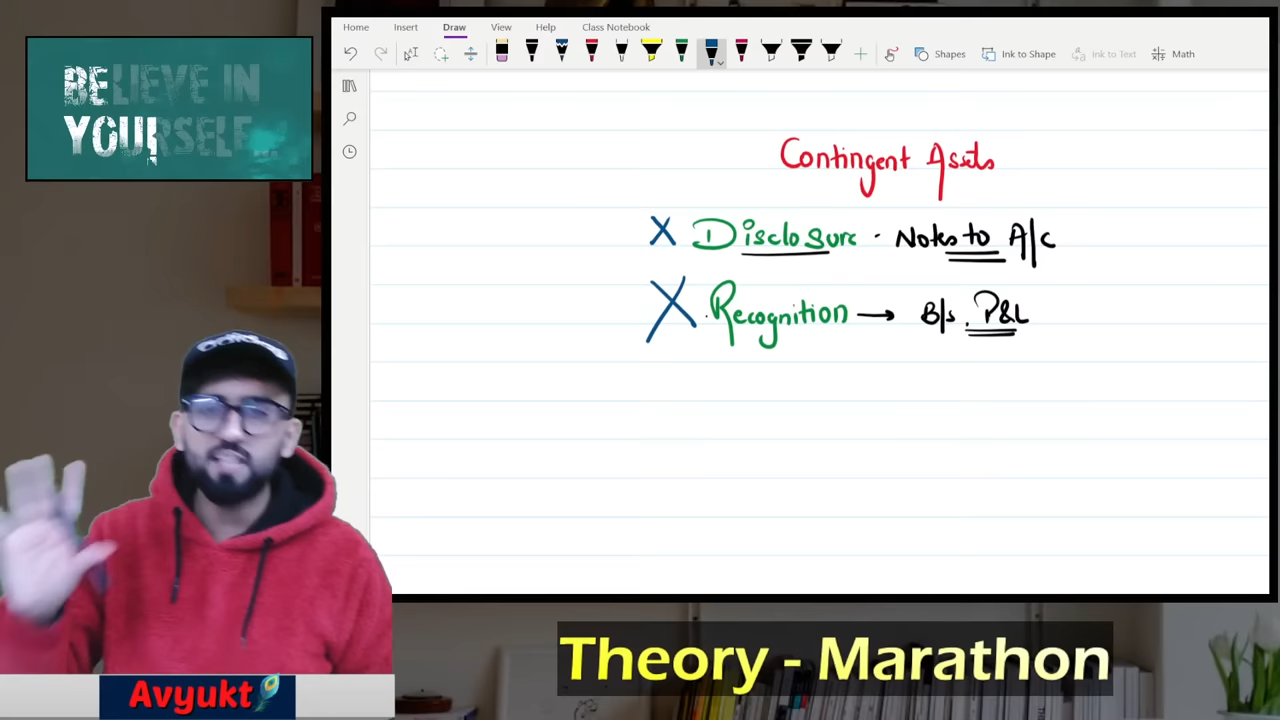 BELIEVE IN
YOURSELF...
Home Insert Draw View Help Class Notebook
Shapes Ink to Shape Ink to Text Math
Contingent Assets
X Disclosure - Notes to A/c
X Recognition → B/s. P&L
adidas
Theory - Marathon
Avyukt